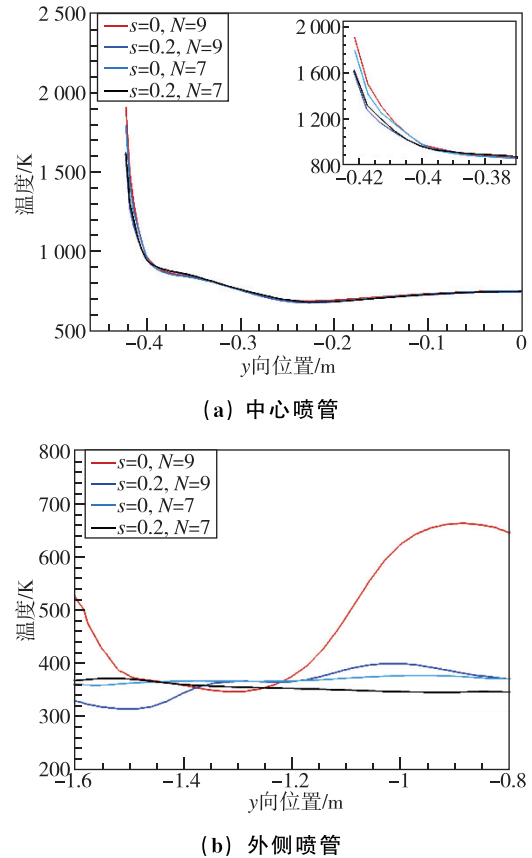 s=0, N=9
s=0.2, N=9
s=0, N=7
s=0.2, N=7
2 500
2 000
1 500
1 000
500
温度/K
2 000
1 600
1 200
800
−0.42
−0.4
−0.38
−0.4
−0.3
−0.2
−0.1
0
y向位置/m
(a) 中心喷管
800
700
600
500
400
300
200
温度/K
s=0, N=9
s=0.2, N=9
s=0, N=7
s=0.2, N=7
−1.6
−1.4
−1.2
−1
−0.8
y向位置/m
(b) 外侧喷管